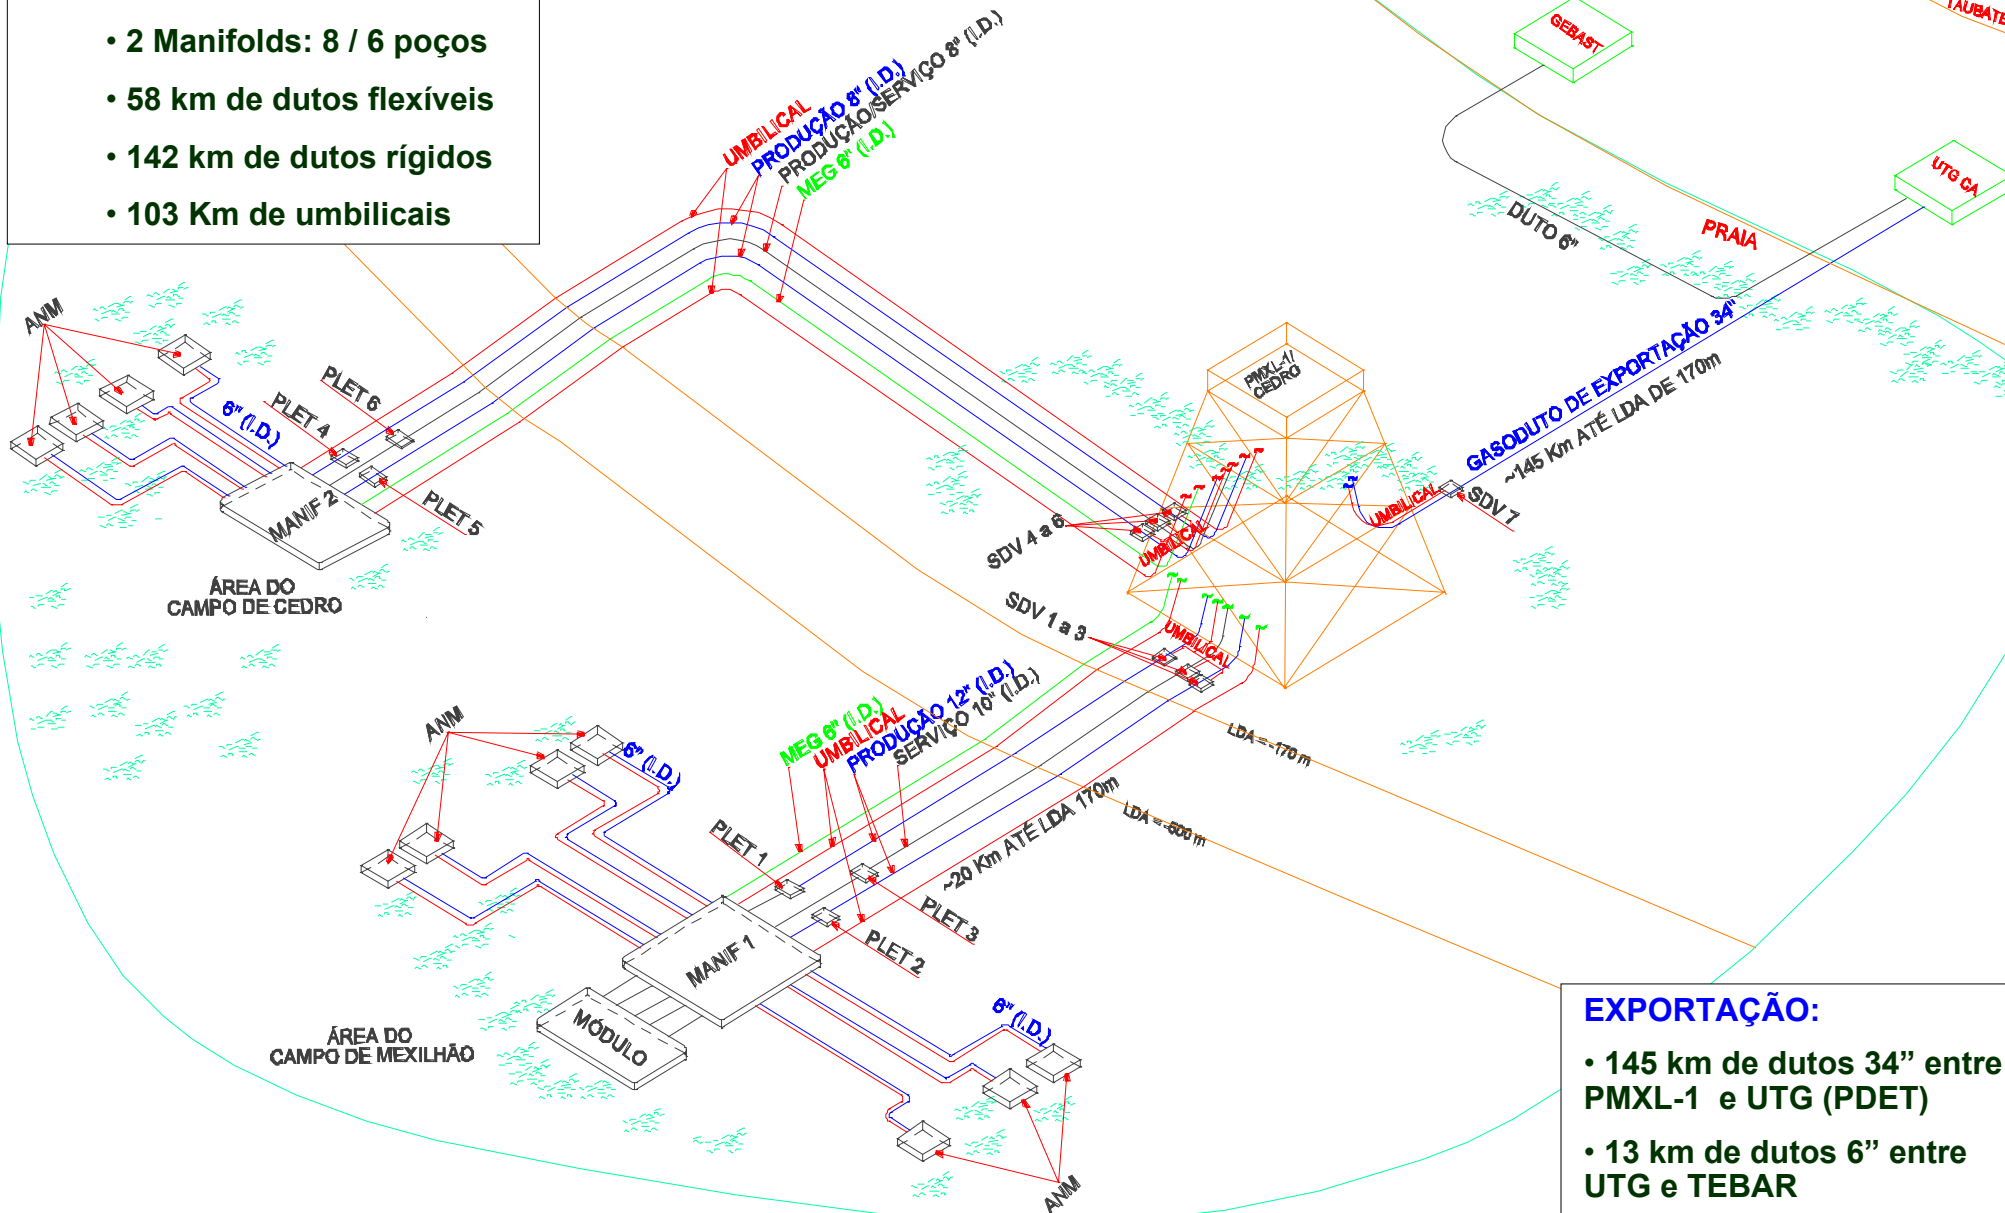 • 2 Manifolds: 8 / 6 poços
• 58 km de dutos flexíveis
• 142 km de dutos rígidos
• 103 Km de umbilicais
UMBILICAL
PRODUÇÃO 8" (I.D.)
PRODUÇÃO/SERVIÇO 8" (I.D.)
MEG 6" (I.D.)
GEBAST
TAUBATE
UTG CA
DUTO 6"
PRAIA
GASODUTO DE EXPORTAÇÃO 34"
~145 Km ATÉ LDA DE 170m
PMXL-1/
CEDRO
ANM
6" (I.D.)
PLET 4
PLET 6
PLET 5
MANIF 2
ÁREA DO
CAMPO DE CEDRO
SDV 4 a 6
UMBILICAL
UMBILICAL
SDV 7
SDV 1 a 3
UMBILICAL
MEG 6" (I.D.)
UMBILICAL
PRODUÇÃO 12" (I.D.)
SERVIÇO 10" (I.D.)
ANM
6" (I.D.)
LDA = -170 m
LDA = -500 m
~20 Km ATÉ LDA 170m
PLET 1
PLET 3
PLET 2
MANIF 1
MÓDULO
ÁREA DO
CAMPO DE MEXILHÃO
6" (I.D.)
ANM
EXPORTAÇÃO:
• 145 km de dutos 34” entre
PMXL-1 e UTG (PDET)
• 13 km de dutos 6” entre
UTG e TEBAR